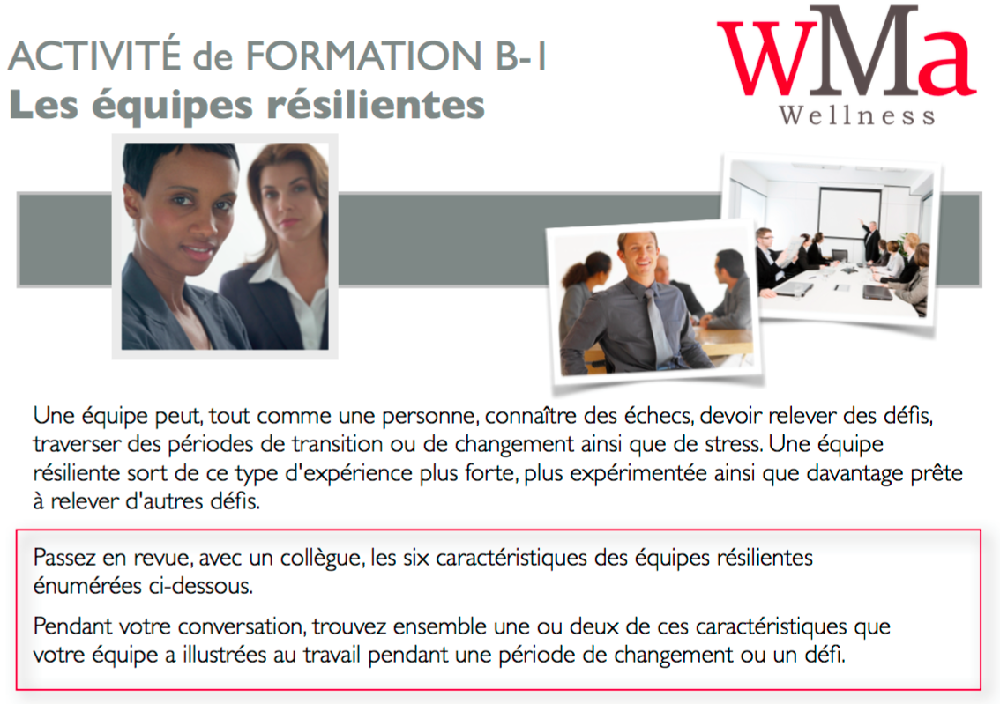 ACTIVITÉ de FORMATION B-1
Les équipes résilientes
wMa
Wellness
Une équipe peut, tout comme une personne, connaître des échecs, devoir relever des défis,
traverser des périodes de transition ou de changement ainsi que de stress. Une équipe
résiliente sort de ce type d'expérience plus forte, plus expérimentée ainsi que davantage prête
à relever d'autres défis.
Passez en revue, avec un collègue, les six caractéristiques des équipes résilientes
énumérées ci-dessous.
Pendant votre conversation, trouvez ensemble une ou deux de ces caractéristiques que
votre équipe a illustrées au travail pendant une période de changement ou un défi.